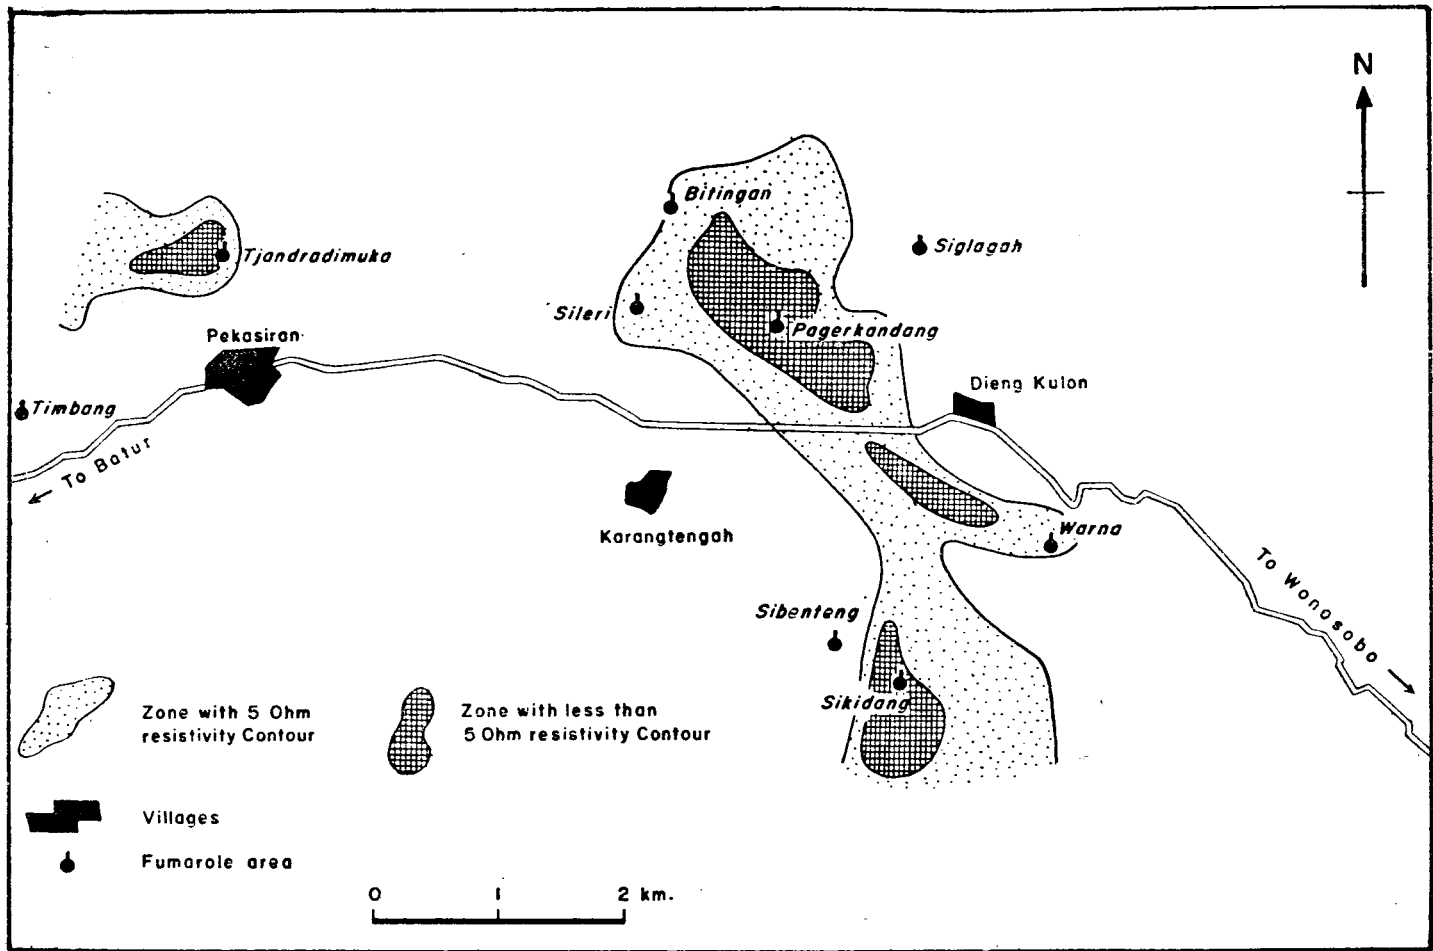 N
Bitingan
Siglagah
Tjandradimuka
Sileri
Pagerkandang
Pekasiran
Dieng Kulon
Timbang
To Batur
Karangtengah
Warna
To Wonosobo
Sibenteng
Sikidang
Zone with 5 Ohm
resistivity Contour
Zone with less than
5 Ohm resistivity Contour
Villages
Fumarole area
0 1 2 km.